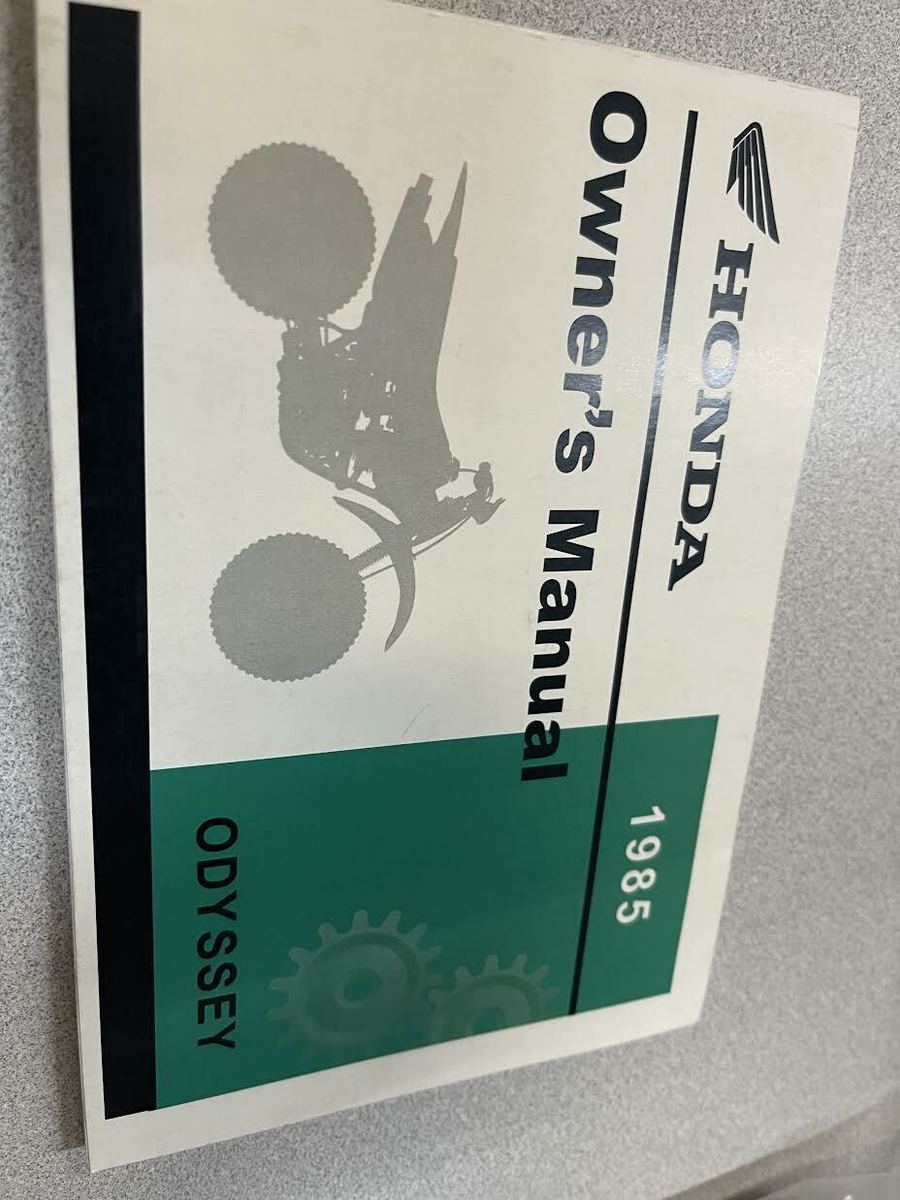 HONDA
1985
Owner's Manual
ODYSSEY